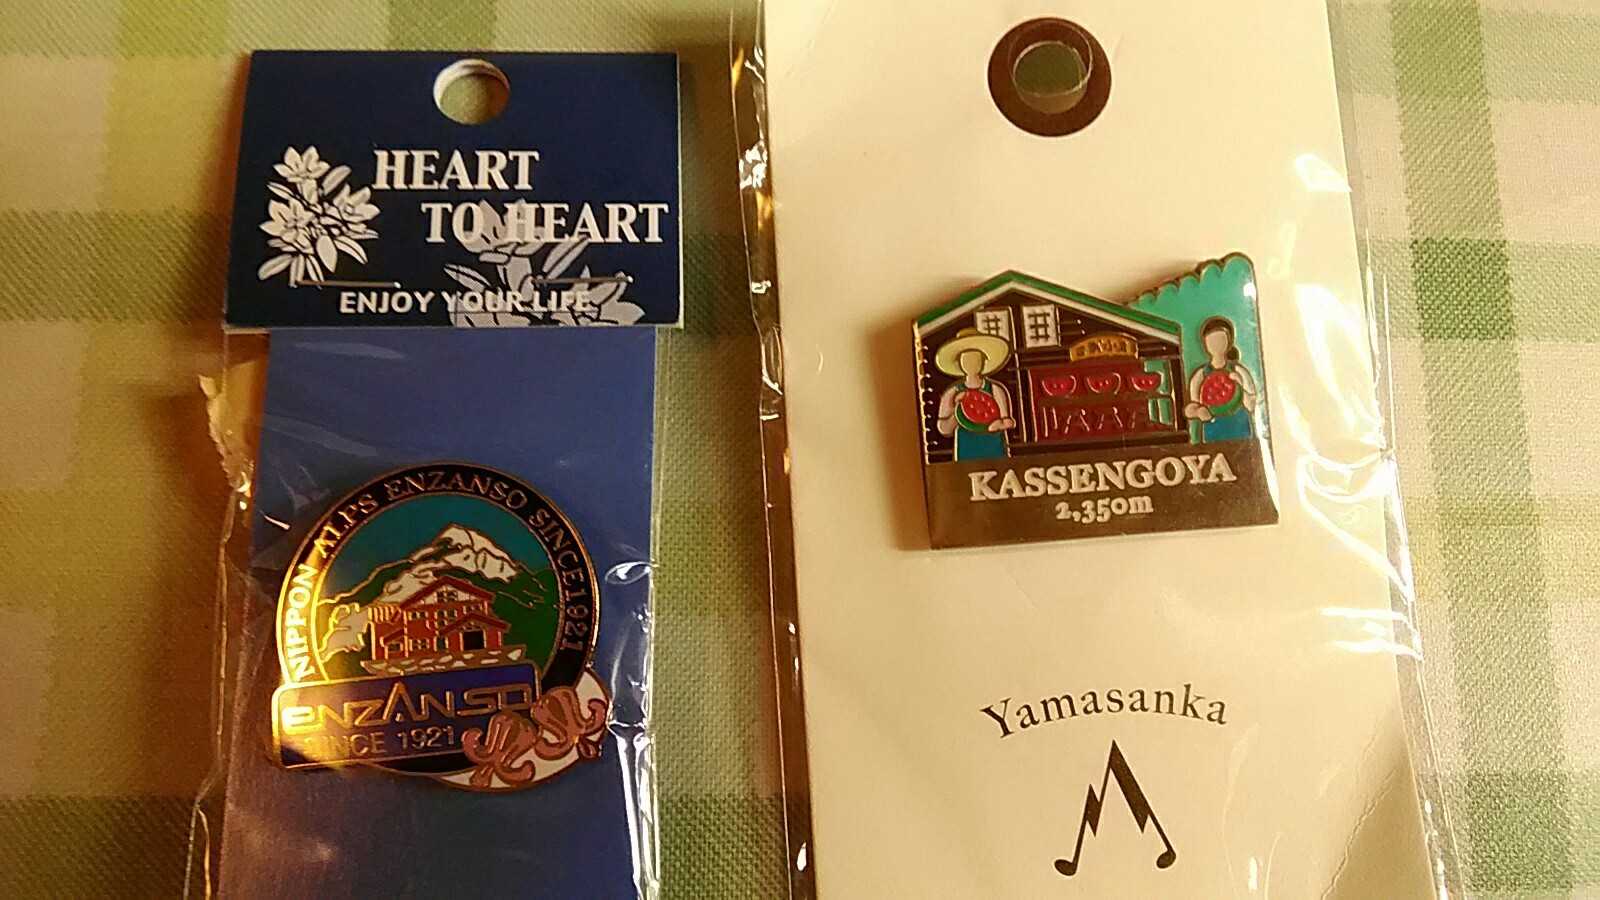 HEART
TO HEART
ENJOY YOUR LIFE
NIPPON ALPS ENZANSO SINCE1921
ENZANSO
SINCE 1921
KASSENGOYA
2,350m
Yamasanka